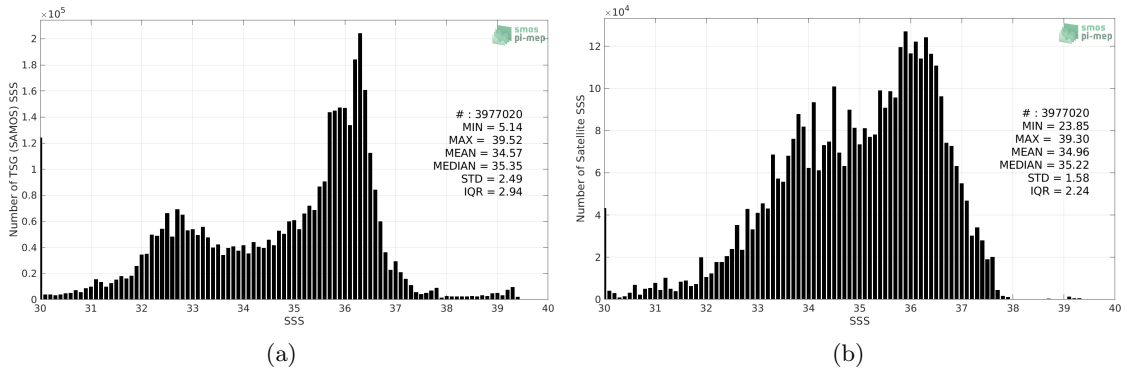 ×10⁵
2
1.8
1.6
1.4
1.2
1
0.8
0.6
0.4
0.2
0
Number of TSG (SAMOS) SSS
30 31 32 33 34 35 36 37 38 39 40
SSS
smos
pi-mep
# : 3977020
MIN = 5.14
MAX = 39.52
MEAN = 34.57
MEDIAN = 35.35
STD = 2.49
IQR = 2.94
(a)
×10⁴
12
10
8
6
4
2
0
Number of Satellite SSS
30 31 32 33 34 35 36 37 38 39 40
SSS
smos
pi-mep
# : 3977020
MIN = 23.85
MAX = 39.30
MEAN = 34.96
MEDIAN = 35.22
STD = 1.58
IQR = 2.24
(b)